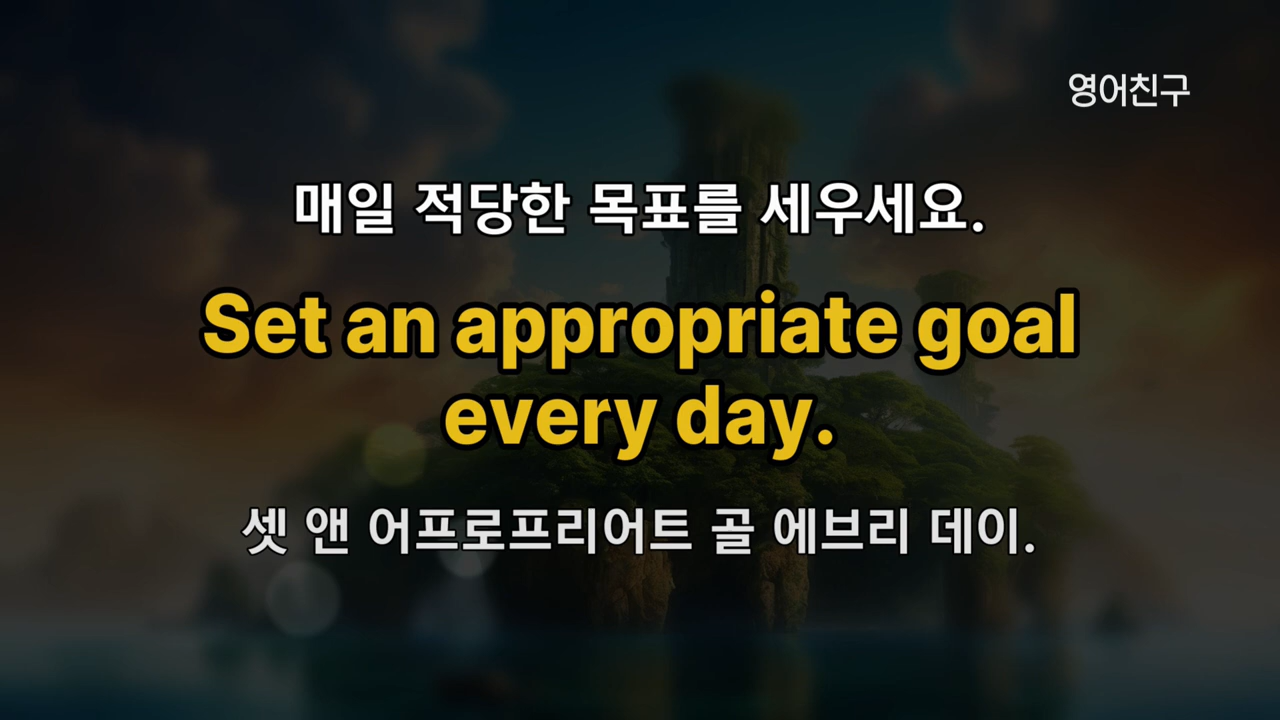 영어친구
매일 적당한 목표를 세우세요.
Set an appropriate goal
every day.
셋 앤 어프로프리어트 골 에브리 데이.